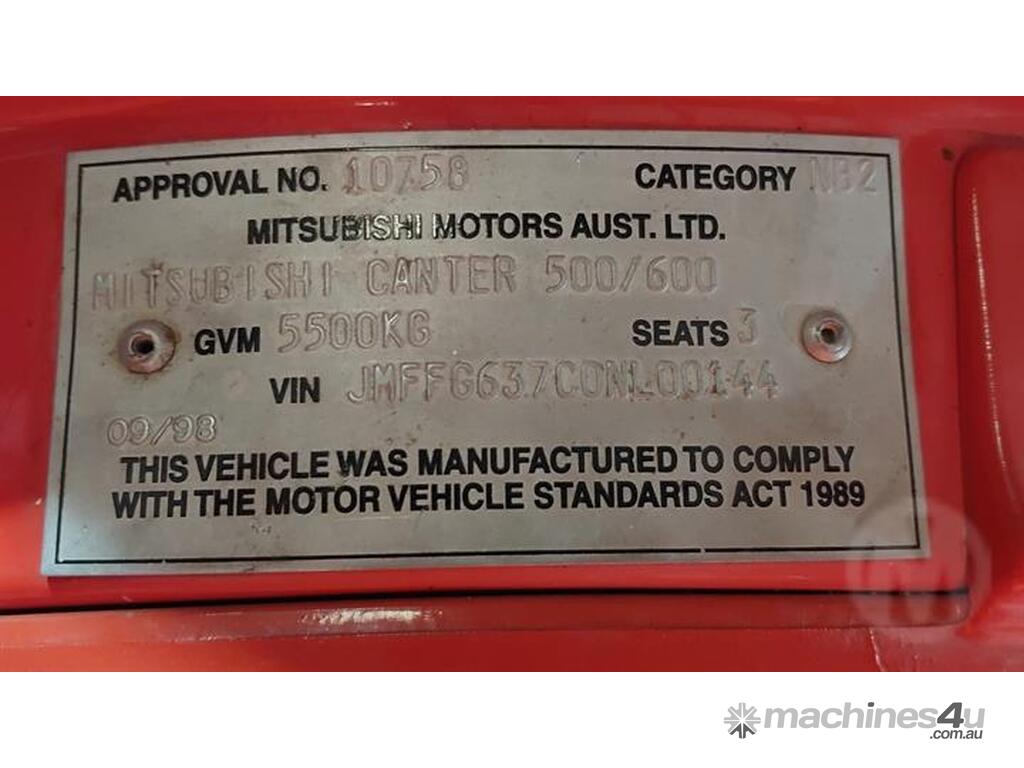 APPROVAL NO. 10758 CATEGORY NB2
MITSUBISHI MOTORS AUST. LTD.
MITSUBISHI CANTER 500/600
GVM 5500KG SEATS 3
VIN JMFFG637C0NL00144
09/98
THIS VEHICLE WAS MANUFACTURED TO COMPLY
WITH THE MOTOR VEHICLE STANDARDS ACT 1989
M
machines4u
.com.au